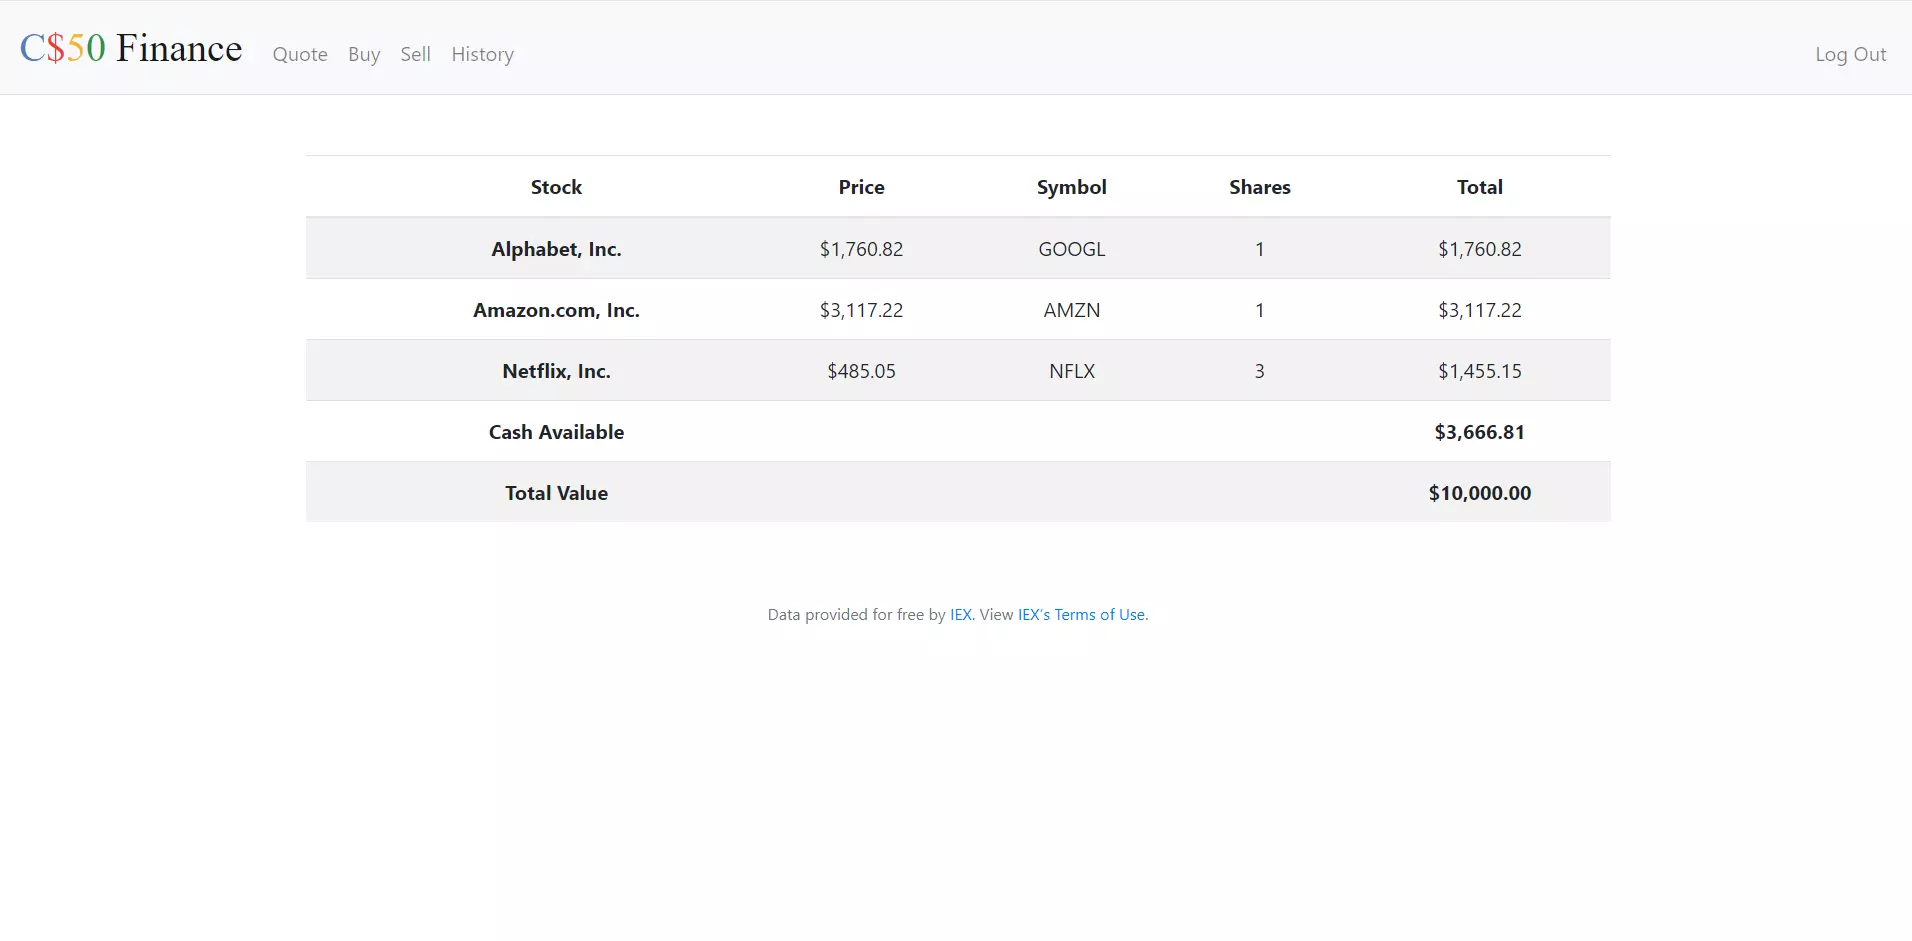 C$50 Finance Quote Buy Sell History Log Out
Stock Price Symbol Shares Total
Alphabet, Inc. $1,760.82 GOOGL 1 $1,760.82
Amazon.com, Inc. $3,117.22 AMZN 1 $3,117.22
Netflix, Inc. $485.05 NFLX 3 $1,455.15
Cash Available $3,666.81
Total Value $10,000.00
Data provided for free by IEX. View IEX's Terms of Use.